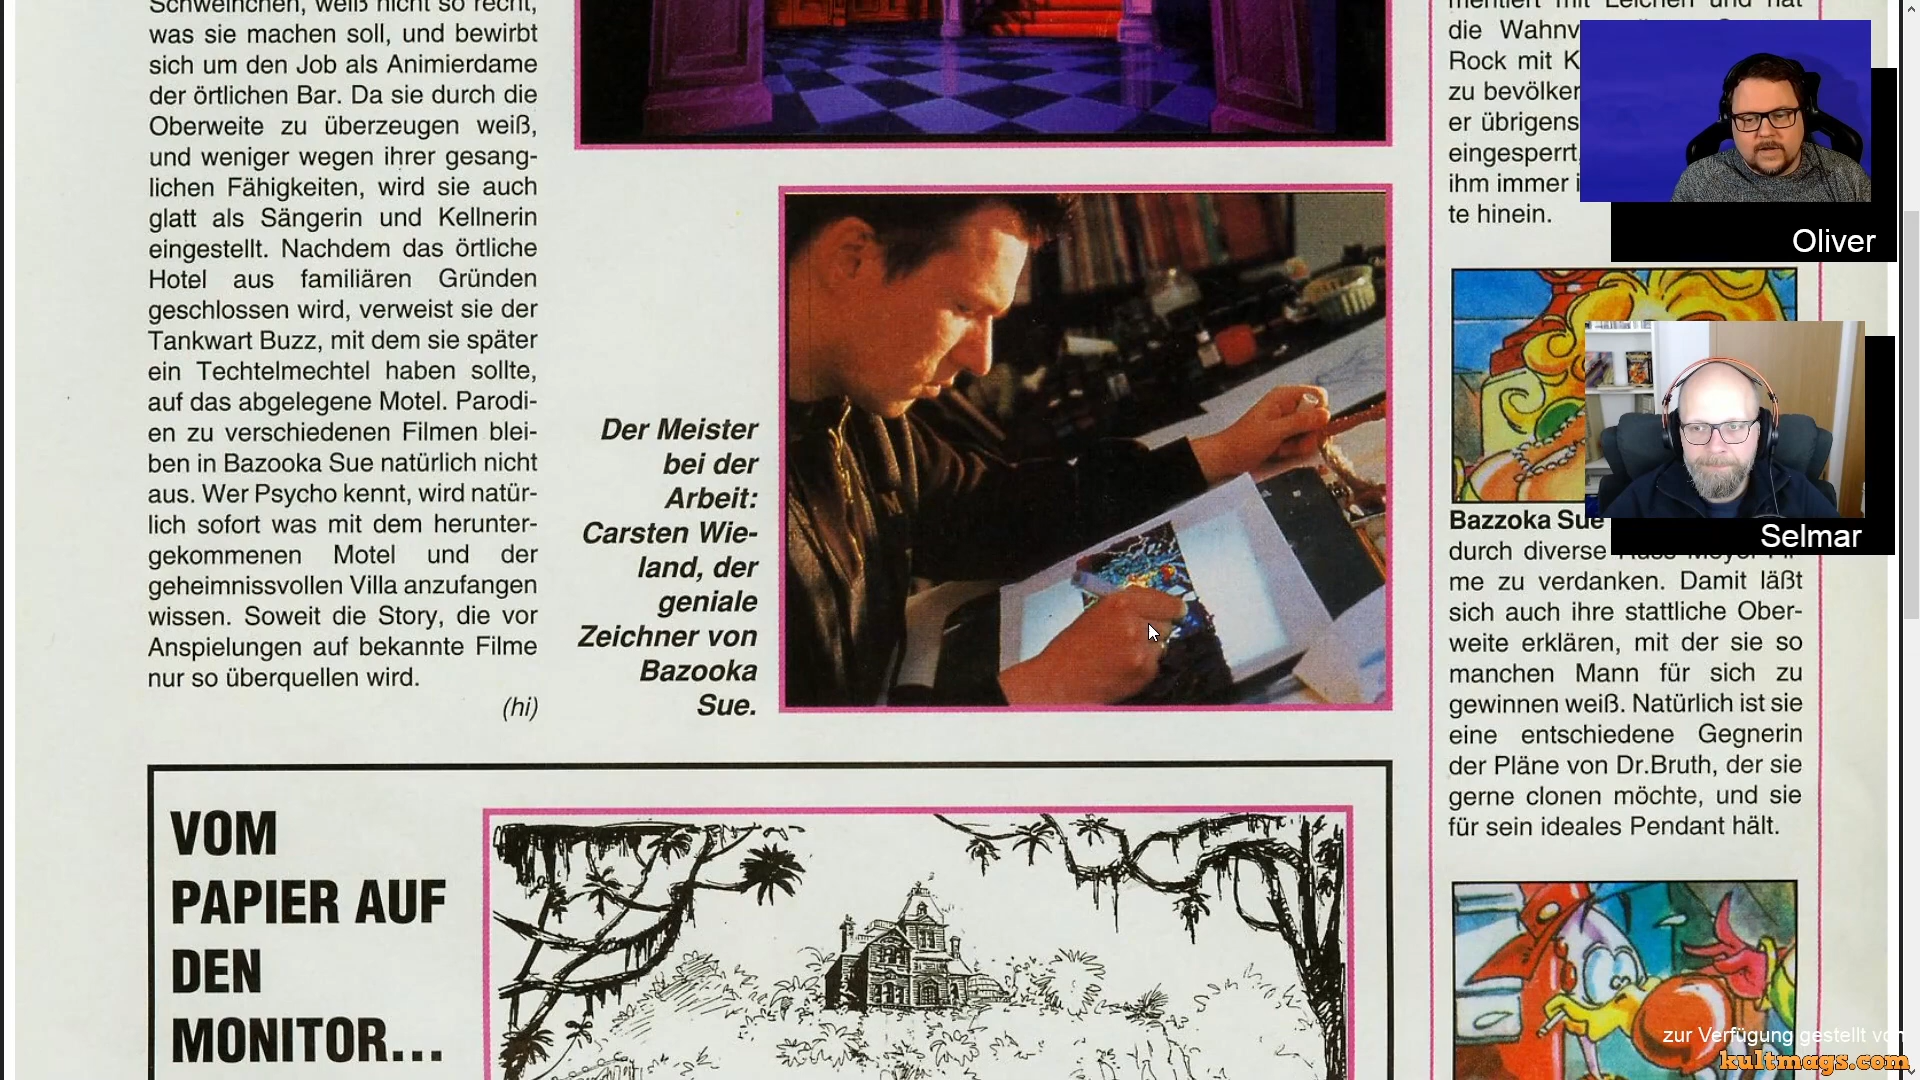 Schweinchen, weiß nicht so recht,
was sie machen soll, und bewirbt
sich um den Job als Animierdame
der örtlichen Bar. Da sie durch die
Oberweite zu überzeugen weiß,
und weniger wegen ihrer gesang-
lichen Fähigkeiten, wird sie auch
glatt als Sängerin und Kellnerin
eingestellt. Nachdem das örtliche
Hotel aus familiären Gründen
geschlossen wird, verweist sie der
Tankwart Buzz, mit dem sie später
ein Techtelmechtel haben sollte,
auf das abgelegene Motel. Parodi-
en zu verschiedenen Filmen blei-
ben in Bazooka Sue natürlich nicht
aus. Wer Psycho kennt, wird natür-
lich sofort was mit dem herunter-
gekommenen Motel und der
geheimnissvollen Villa anzufangen
wissen. Soweit die Story, die vor
Anspielungen auf bekannte Filme
nur so überquellen wird.
(hi)
Der Meister
bei der
Arbeit:
Carsten Wie-
land, der
geniale
Zeichner von
Bazooka
Sue.
VOM
PAPIER AUF
DEN
MONITOR...
mentiert mit Leichen und hat
die
Rock mit
zu
er übrigens
eingesperrt,
ihm immer
te hinein.
Bazzoka Sue
durch diverse Russ Meyer Fil-
me zu verdanken. Damit läßt
sich auch ihre stattliche Ober-
weite erklären, mit der sie so
manchen Mann für sich zu
gewinnen weiß. Natürlich ist sie
eine entschiedene Gegnerin
der Pläne von Dr.Bruth, der sie
gerne clonen möchte, und sie
für sein ideales Pendant hält.
Oliver
Selmar
zur Verfügung gestellt von
kultmags.com